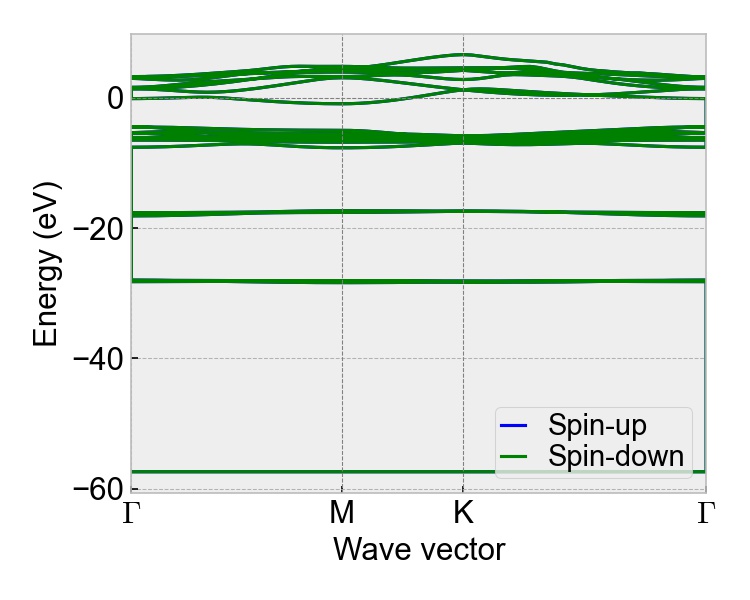 Energy (eV)
0
−20
−40
−60
Spin-up
Spin-down
Γ M K Γ
Wave vector